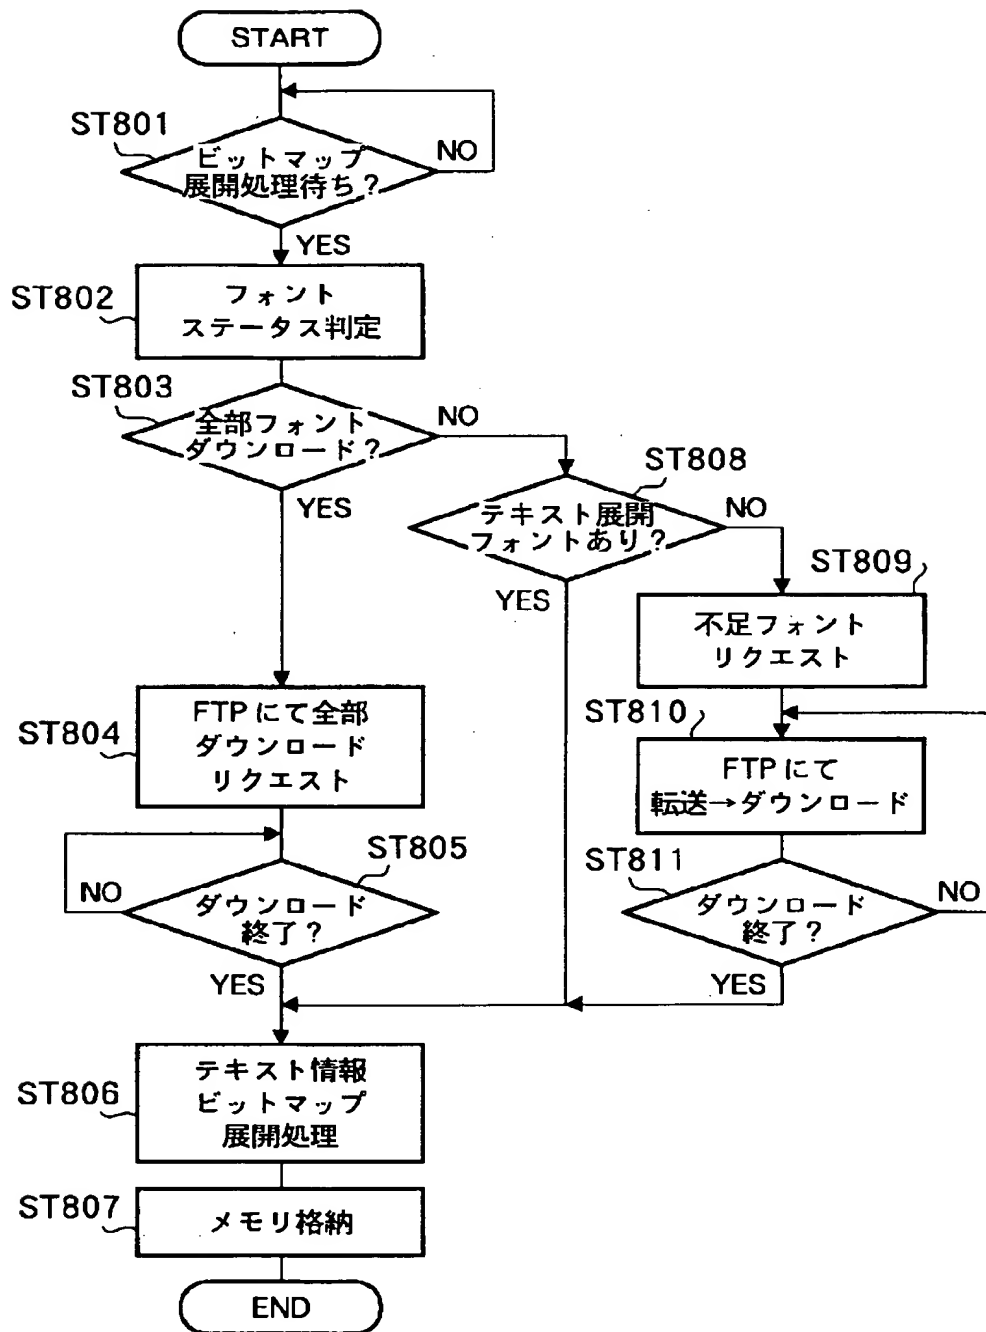 START
ST801
ビットマップ
展開処理待ち?
NO
YES
ST802
フォント
ステータス判定
ST803
全部フォント
ダウンロード?
NO
YES
ST808
テキスト展開
フォントあり?
NO
YES
ST809
不足フォント
リクエスト
ST804
FTPにて全部
ダウンロード
リクエスト
ST810
FTPにて
転送→ダウンロード
ST805
ダウンロード
終了?
NO
YES
ST811
ダウンロード
終了?
NO
YES
ST806
テキスト情報
ビットマップ
展開処理
ST807
メモリ格納
END